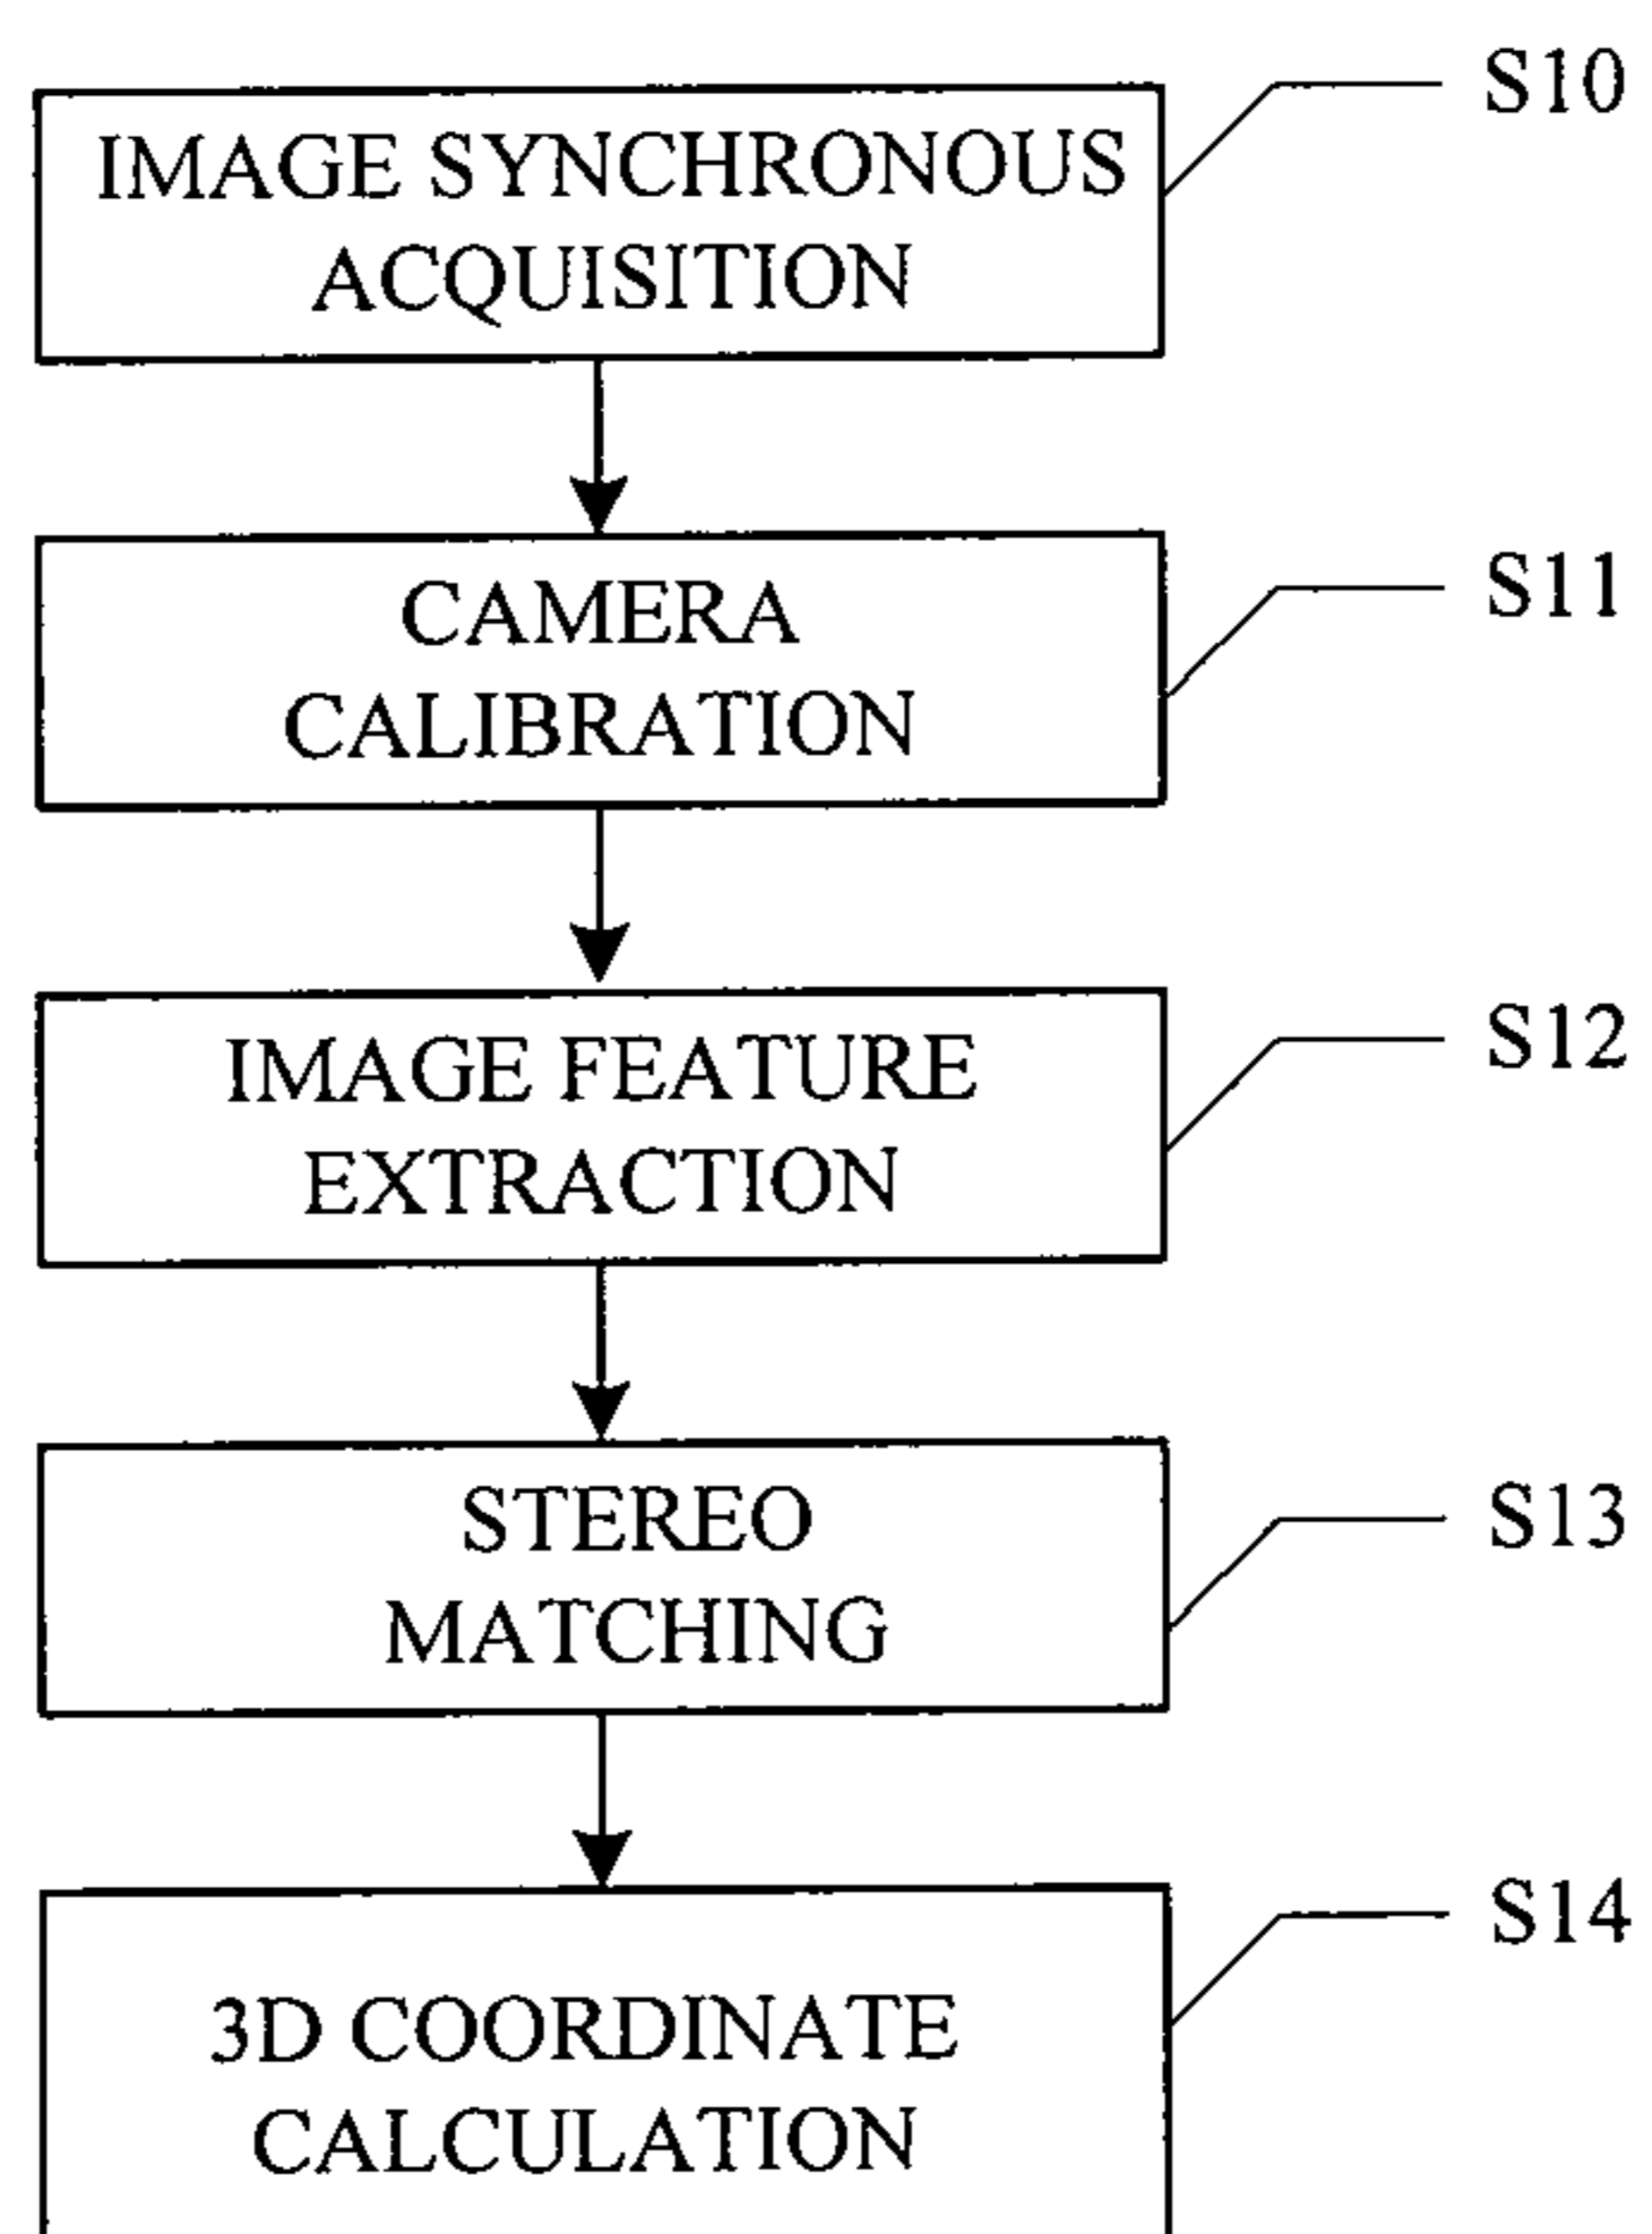 S10
IMAGE SYNCHRONOUS
ACQUISITION
S11
CAMERA
CALIBRATION
S12
IMAGE FEATURE
EXTRACTION
S13
STEREO
MATCHING
S14
3D COORDINATE
CALCULATION